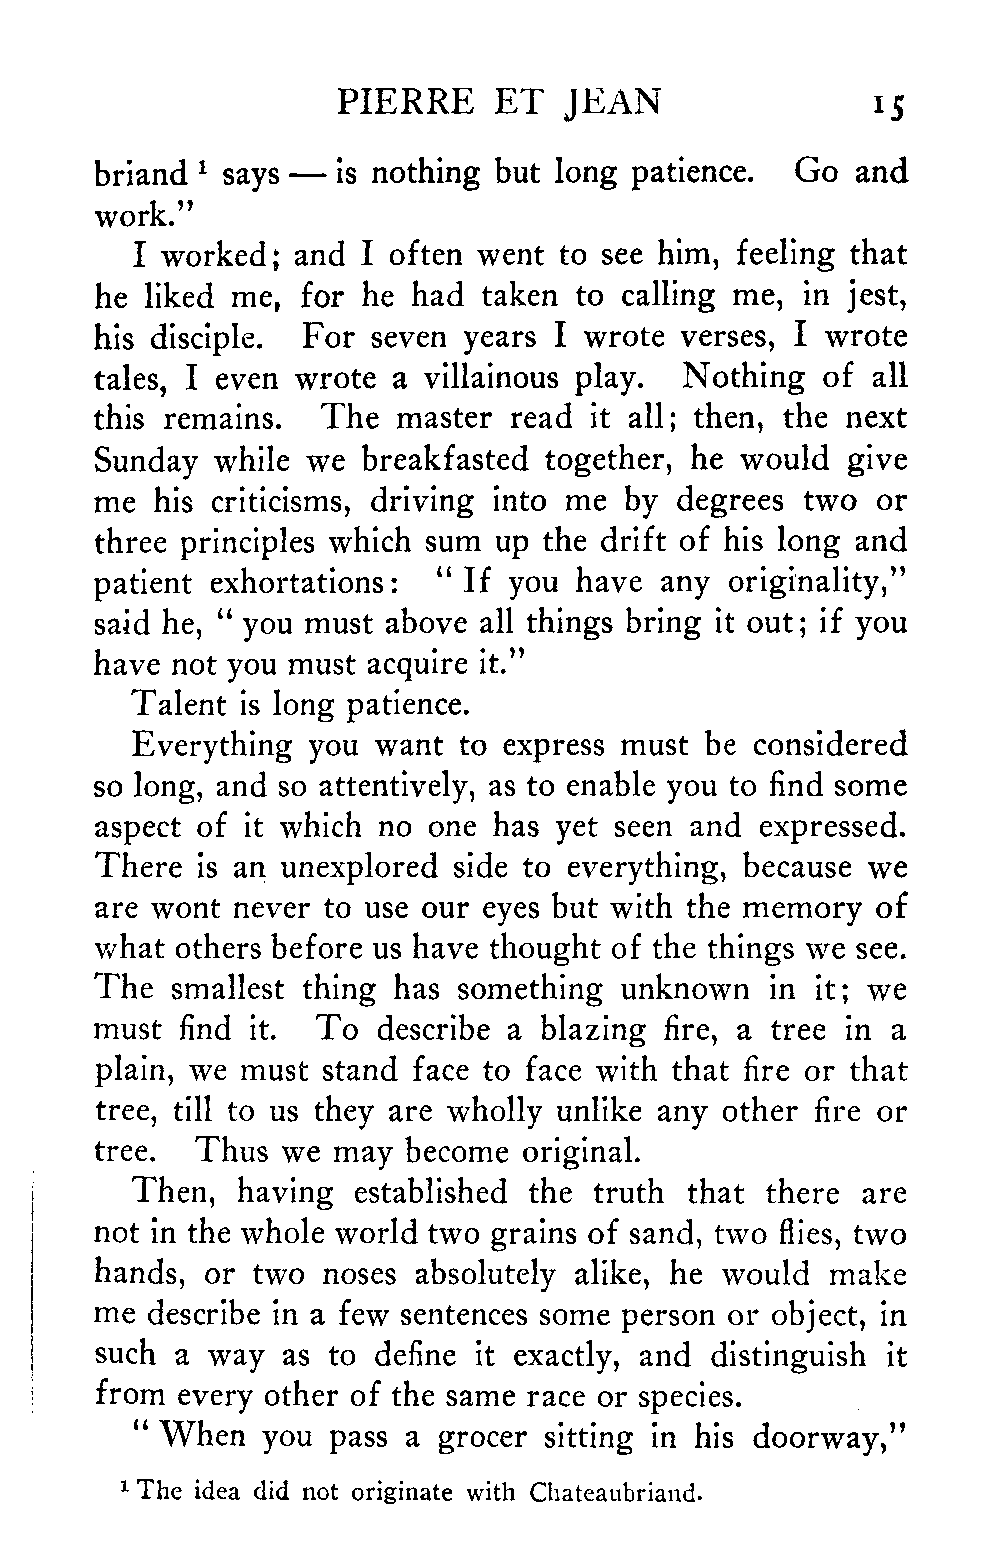 PIERRE ET JEAN 15
briand ¹ says — is nothing but long patience. Go and
work."
I worked; and I often went to see him, feeling that
he liked me, for he had taken to calling me, in jest,
his disciple. For seven years I wrote verses, I wrote
tales, I even wrote a villainous play. Nothing of all
this remains. The master read it all; then, the next
Sunday while we breakfasted together, he would give
me his criticisms, driving into me by degrees two or
three principles which sum up the drift of his long and
patient exhortations: "If you have any originality,"
said he, "you must above all things bring it out; if you
have not you must acquire it."
Talent is long patience.
Everything you want to express must be considered
so long, and so attentively, as to enable you to find some
aspect of it which no one has yet seen and expressed.
There is an unexplored side to everything, because we
are wont never to use our eyes but with the memory of
what others before us have thought of the things we see.
The smallest thing has something unknown in it; we
must find it. To describe a blazing fire, a tree in a
plain, we must stand face to face with that fire or that
tree, till to us they are wholly unlike any other fire or
tree. Thus we may become original.
Then, having established the truth that there are
not in the whole world two grains of sand, two flies, two
hands, or two noses absolutely alike, he would make
me describe in a few sentences some person or object, in
such a way as to define it exactly, and distinguish it
from every other of the same race or species.
"When you pass a grocer sitting in his doorway,"
¹ The idea did not originate with Chateaubriand.